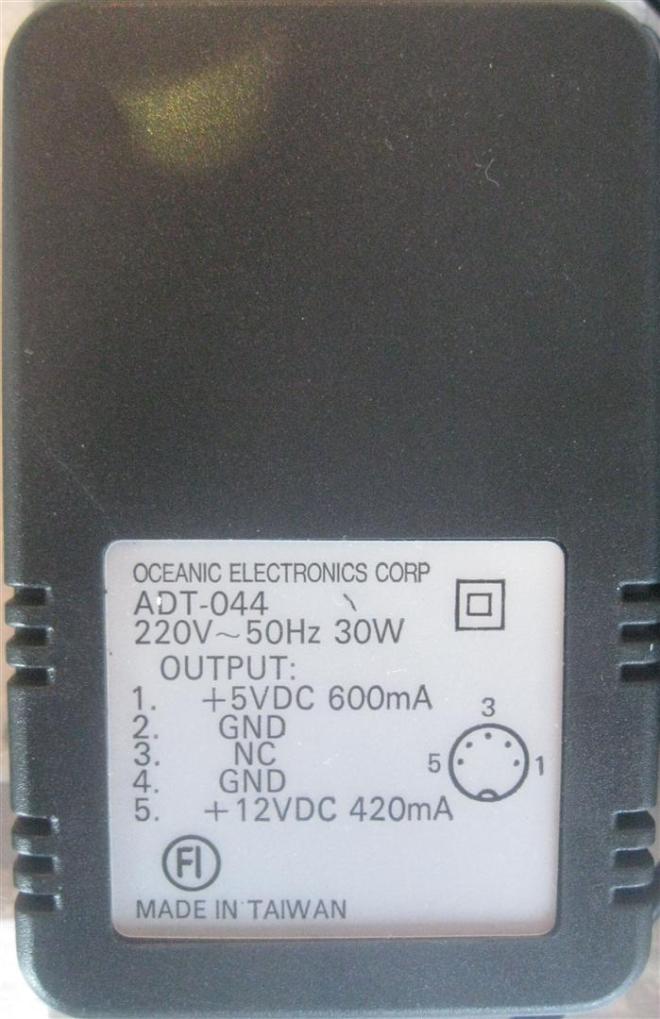 OCEANIC ELECTRONICS CORP
ADT-044
220V~50Hz 30W
OUTPUT:
1. +5VDC 600mA
2. GND
3. NC
4. GND
5. +12VDC 420mA
3
5 1
FI
MADE IN TAIWAN